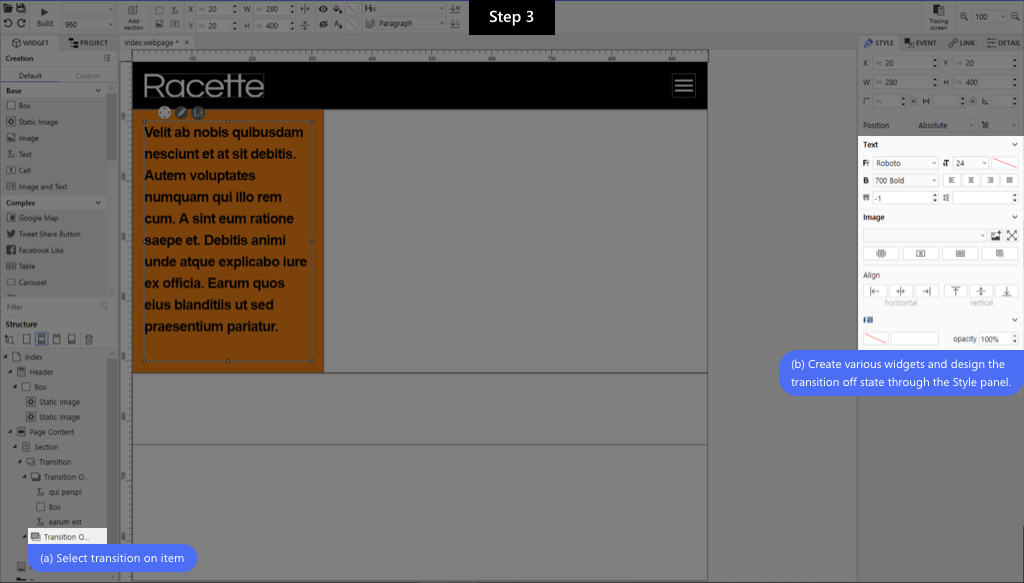 Step 3
Build
960
Add
section
X
20
W
280
Y
20
H
400
Paragraph
Tracing
screen
100
WIDGET
PROJECT
index.webpage *
STYLE
EVENT
LINK
DETAIL
Creation
Default
Custom
Base
Box
Static Image
Image
Text
Cell
Image and Text
Complex
Google Map
Tweet Share Button
Facebook Like
Table
Carousel
Filter
Structure
index
Header
Box
Static Image
Static Image
Page Content
Section
Transition
Transition O...
qui perspi
Box
earum est
Transition O...
(a) Select transition on item
Racette
Velit ab nobis quibusdam
nesciunt et at sit debitis.
Autem voluptates
numquam qui illo rem
cum. A sint eum ratione
saepe et. Debitis animi
unde atque explicabo iure
ex officia. Earum quos
eius blanditiis ut sed
praesentium pariatur.
X
20
Y
20
W
280
H
400
Position
Absolute
Text
Roboto
24
B
700 Bold
-1
Image
Align
horizontal
vertical
Fill
opacity
100%
(b) Create various widgets and design the
transition off state through the Style panel.